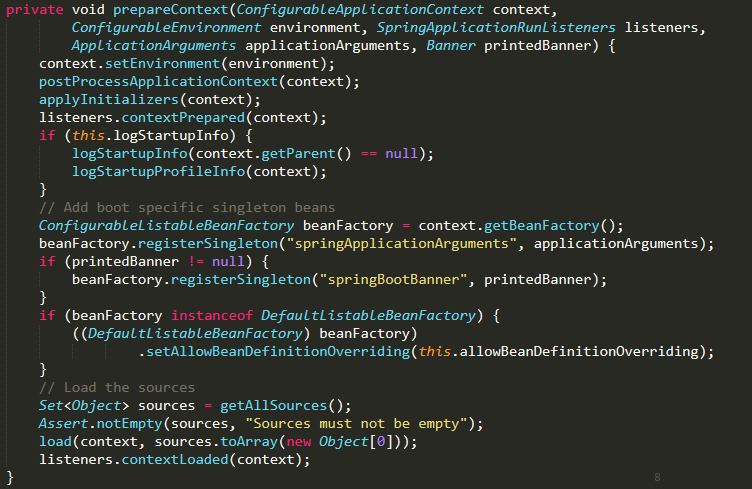 private void prepareContext(ConfigurableApplicationContext context,
        ConfigurableEnvironment environment, SpringApplicationRunListeners listeners,
        ApplicationArguments applicationArguments, Banner printedBanner) {
    context.setEnvironment(environment);
    postProcessApplicationContext(context);
    applyInitializers(context);
    listeners.contextPrepared(context);
    if (this.logStartupInfo) {
        logStartupInfo(context.getParent() == null);
        logStartupProfileInfo(context);
    }
    // Add boot specific singleton beans
    ConfigurableListableBeanFactory beanFactory = context.getBeanFactory();
    beanFactory.registerSingleton("springApplicationArguments", applicationArguments);
    if (printedBanner != null) {
        beanFactory.registerSingleton("springBootBanner", printedBanner);
    }
    if (beanFactory instanceof DefaultListableBeanFactory) {
        ((DefaultListableBeanFactory) beanFactory)
                .setAllowBeanDefinitionOverriding(this.allowBeanDefinitionOverriding);
    }
    // Load the sources
    Set<Object> sources = getAllSources();
    Assert.notEmpty(sources, "Sources must not be empty");
    load(context, sources.toArray(new Object[0]));
    listeners.contextLoaded(context);
}
8